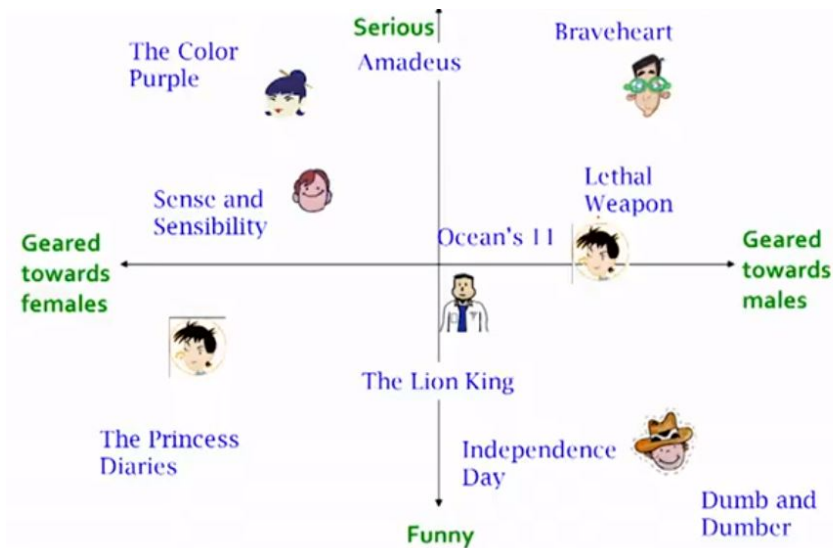 Serious
Braveheart
The Color
Purple
Amadeus
Lethal
Weapon
Sense and
Sensibility
Ocean's 11
Geared
towards
females
Geared
towards
males
The Lion King
The Princess
Diaries
Independence
Day
Dumb and
Dumber
Funny